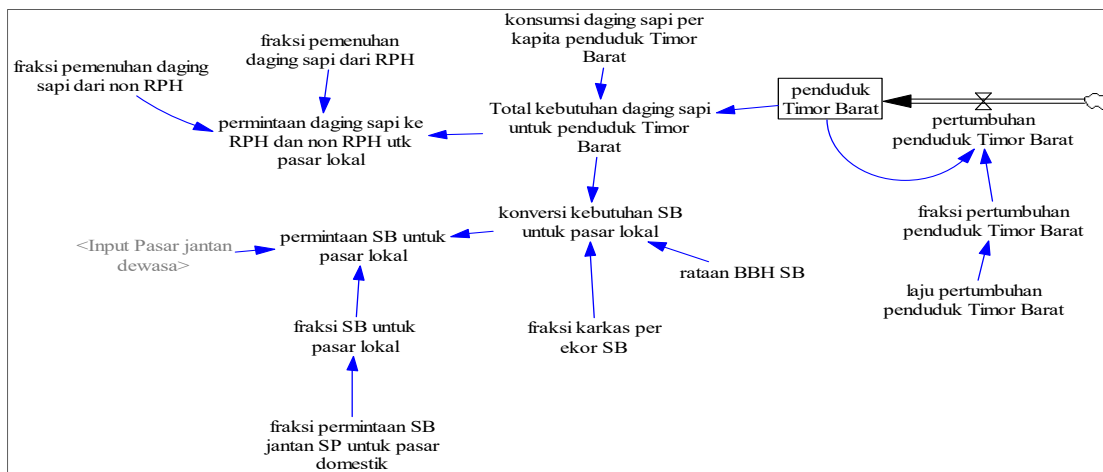 konsumsi daging sapi per
kapita penduduk Timor
Barat
fraksi pemenuhan
daging sapi dari RPH
fraksi pemenuhan daging
sapi dari non RPH
permintaan daging sapi ke
RPH dan non RPH utk
pasar lokal
Total kebutuhan daging sapi
untuk penduduk Timor
Barat
penduduk
Timor Barat
pertumbuhan
penduduk Timor Barat
fraksi pertumbuhan
penduduk Timor Barat
laju pertumbuhan
penduduk Timor Barat
konversi kebutuhan SB
untuk pasar lokal
<Input Pasar jantan
dewasa>
permintaan SB untuk
pasar lokal
rataan BBH SB
fraksi SB untuk
pasar lokal
fraksi karkas per
ekor SB
fraksi permintaan SB
jantan SP untuk pasar
domestik